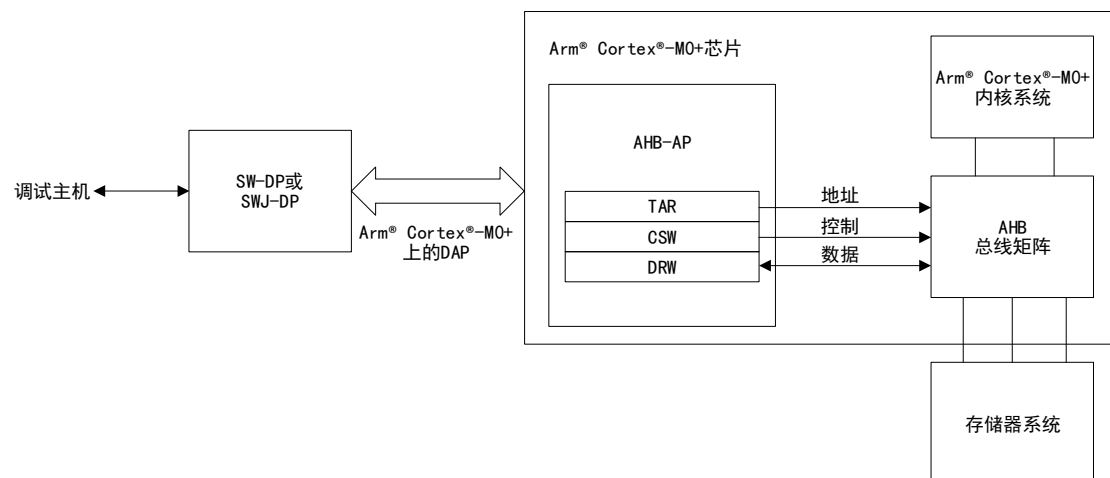 调试主机
SW-DP或
SWJ-DP
Arm® Cortex®-M0+
上的DAP
Arm® Cortex®-M0+芯片
AHB-AP
TAR
CSW
DRW
地址
控制
数据
Arm® Cortex®-M0+
内核系统
AHB
总线矩阵
存储器系统